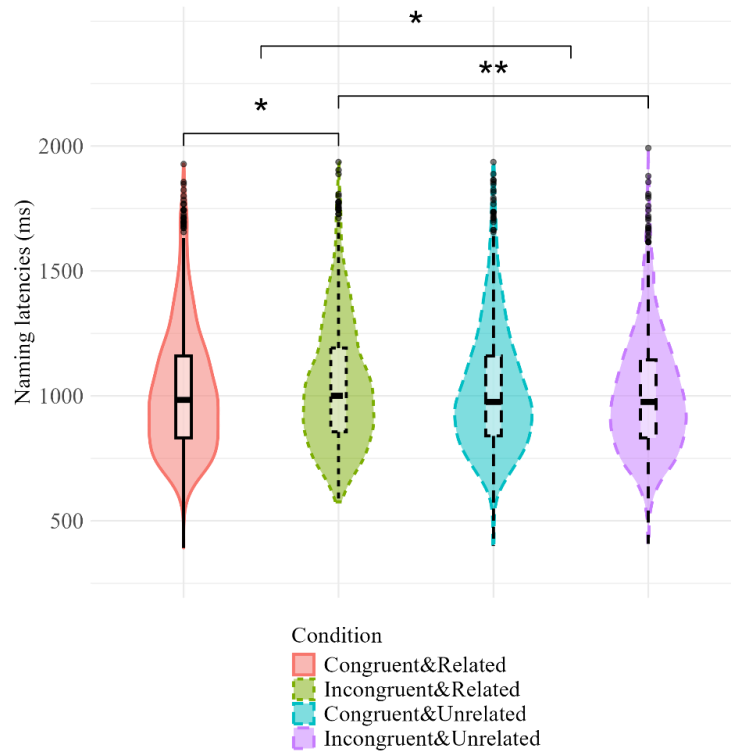 *
**
*
2000
1500
1000
500
Naming latencies (ms)
Condition
Congruent&Related
Incongruent&Related
Congruent&Unrelated
Incongruent&Unrelated